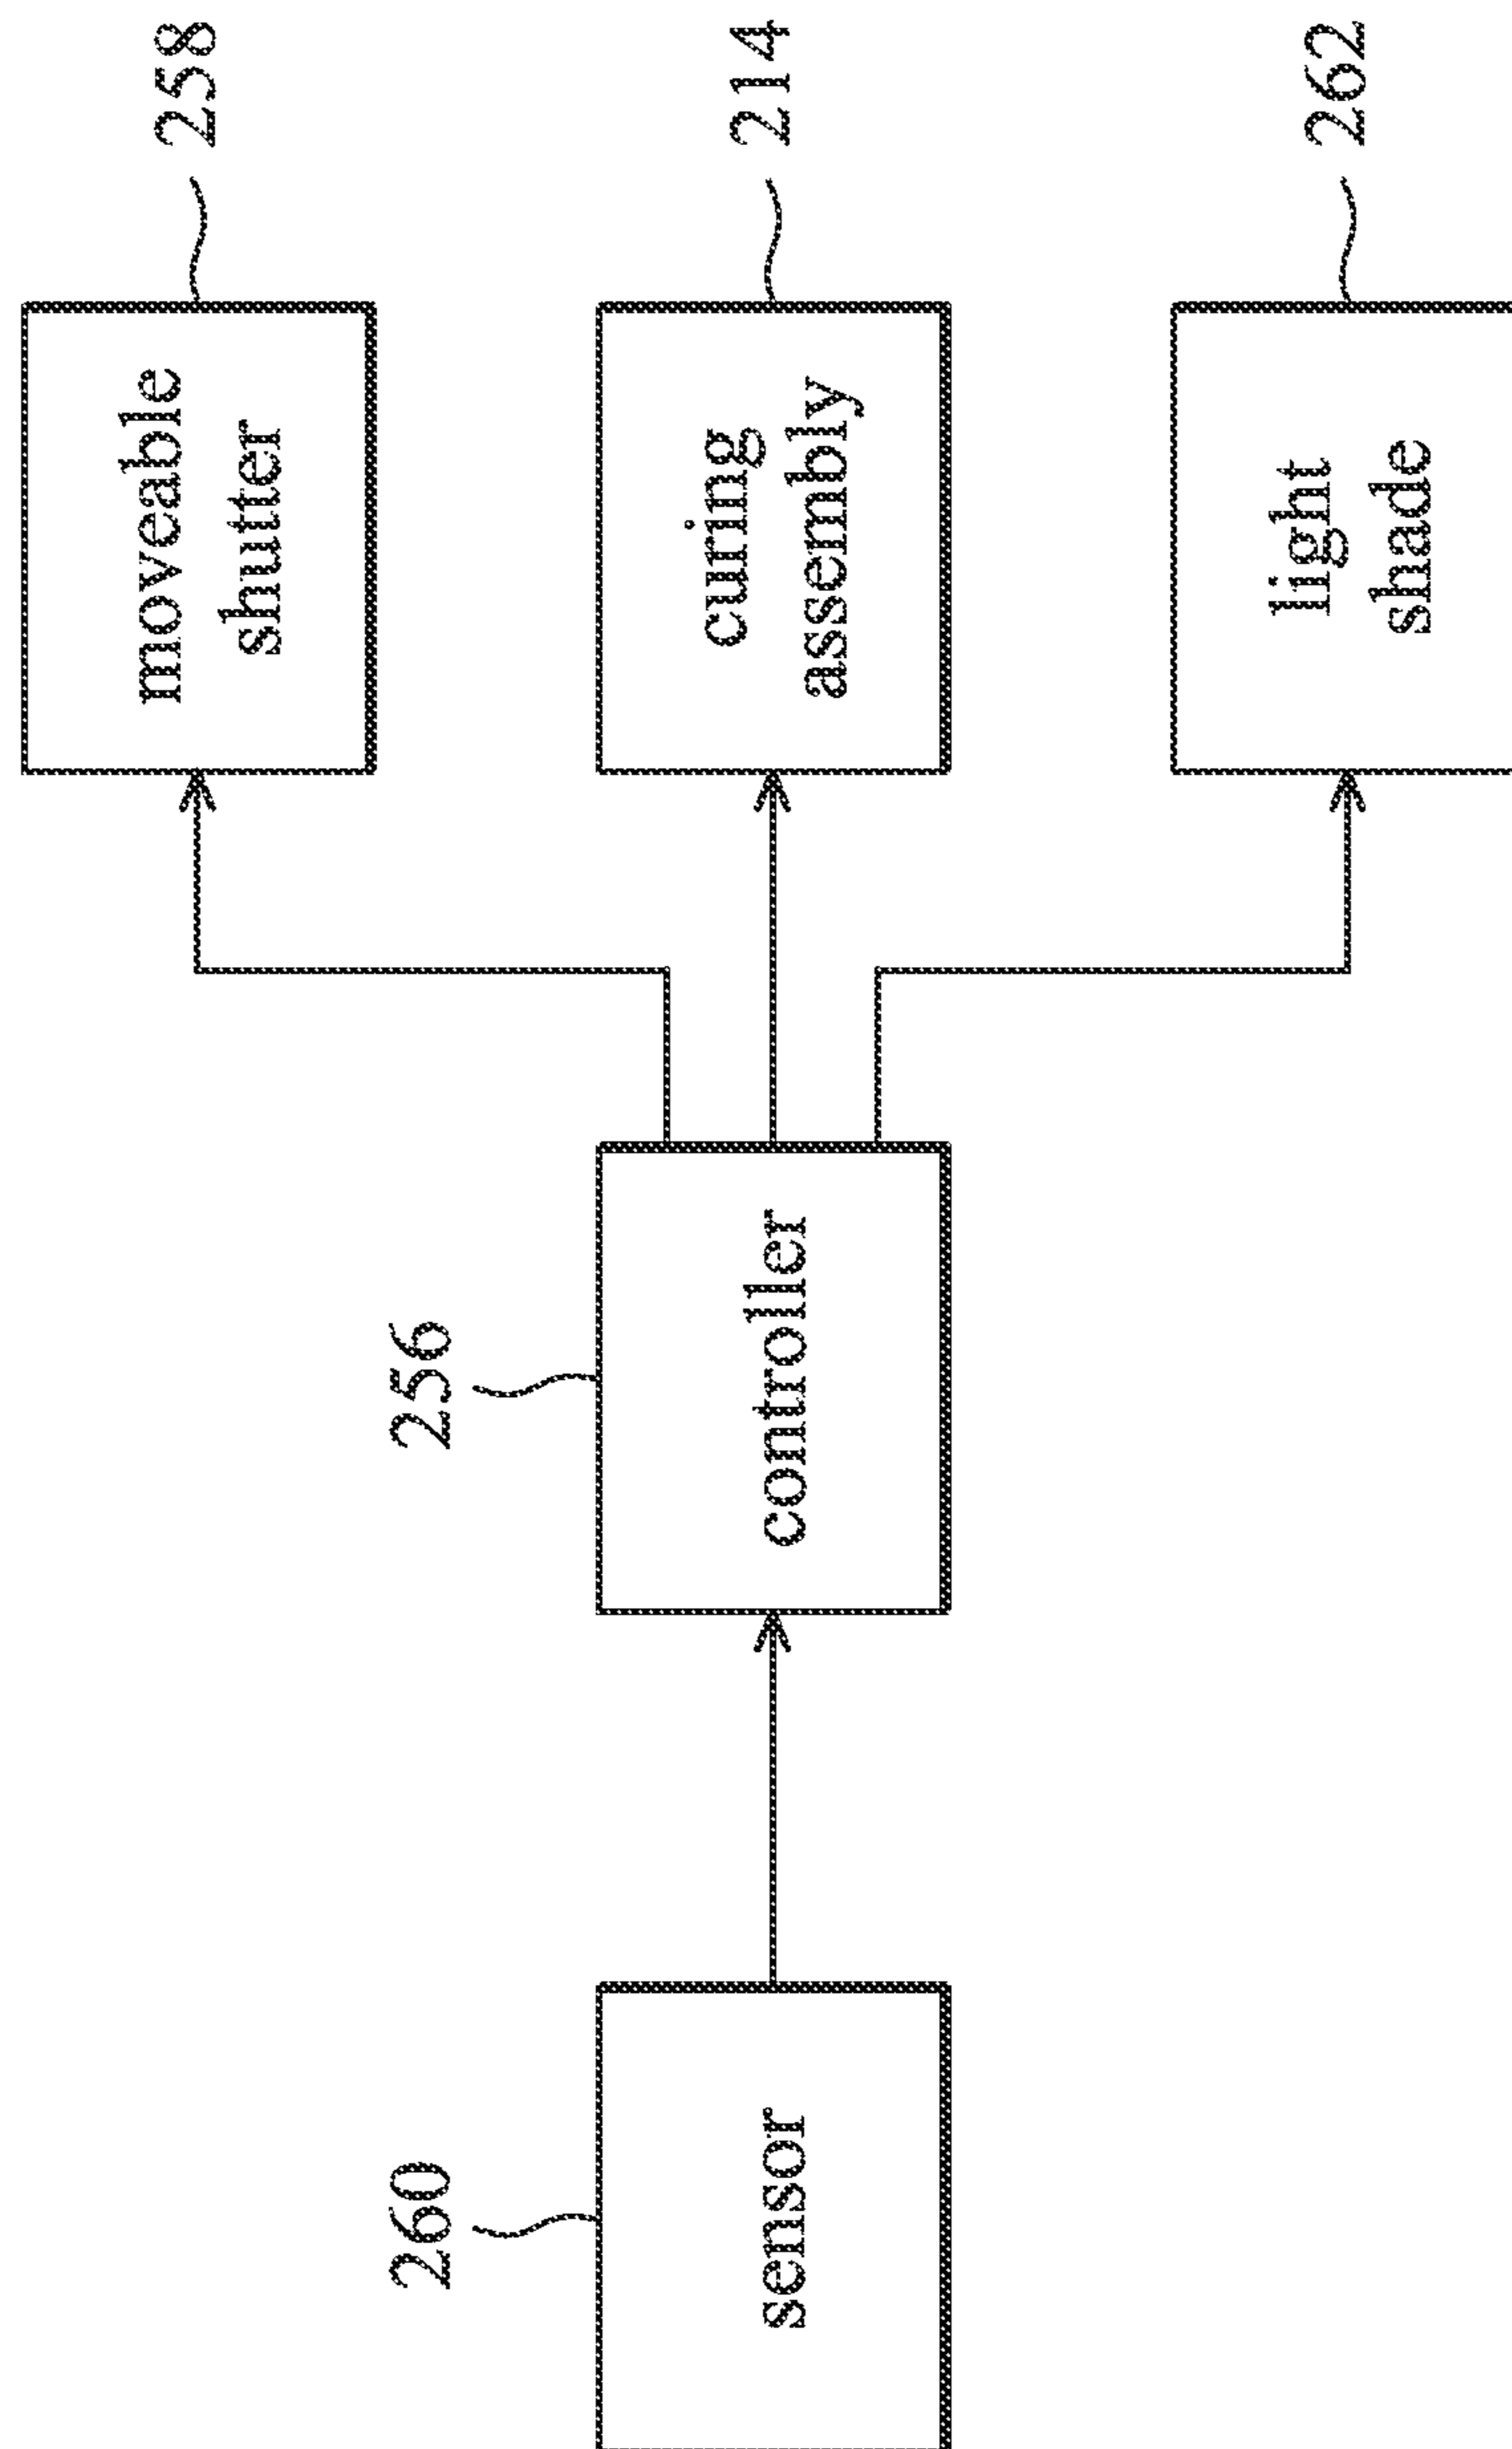 260
sensor
256
controller
moveable
shutter
258
curing
assembly
214
light
shade
262